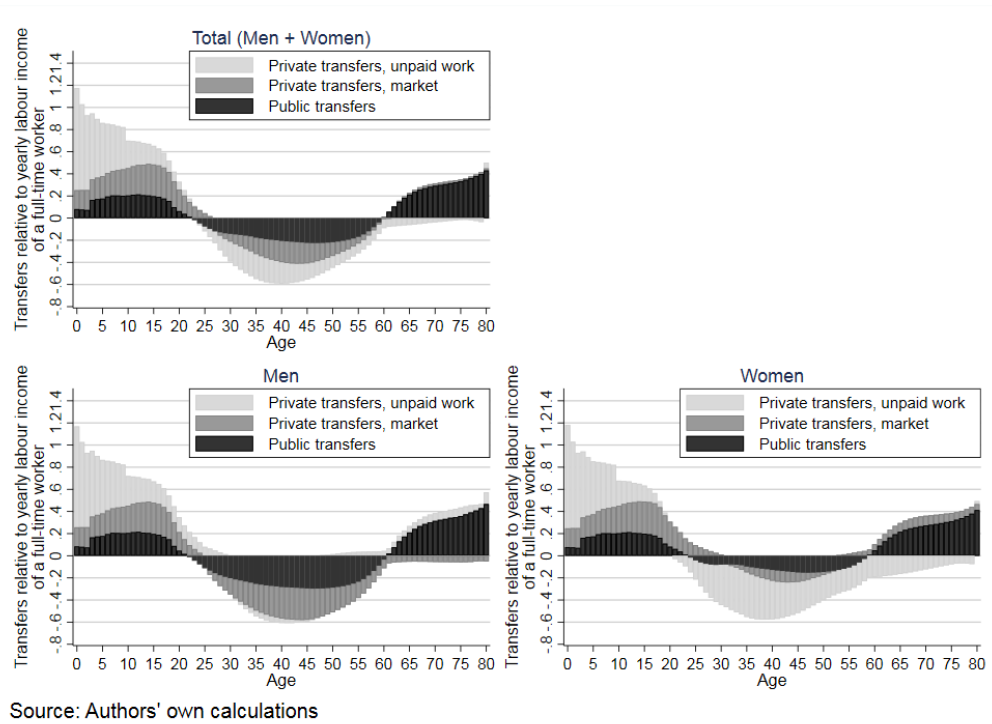 Total (Men + Women)
Private transfers, unpaid work
Private transfers, market
Public transfers
Transfers relative to yearly labour income
of a full-time worker
-.8 -.6 -.4 -.2 0 .2 .4 .6 .8 1 1.2 1.4
0 5 10 15 20 25 30 35 40 45 50 55 60 65 70 75 80
Age
Men
Private transfers, unpaid work
Private transfers, market
Public transfers
Transfers relative to yearly labour income
of a full-time worker
-.8 -.6 -.4 -.2 0 .2 .4 .6 .8 1 1.2 1.4
0 5 10 15 20 25 30 35 40 45 50 55 60 65 70 75 80
Age
Women
Private transfers, unpaid work
Private transfers, market
Public transfers
Transfers relative to yearly labour income
of a full-time worker
-.8 -.6 -.4 -.2 0 .2 .4 .6 .8 1 1.2 1.4
0 5 10 15 20 25 30 35 40 45 50 55 60 65 70 75 80
Age
Source: Authors' own calculations